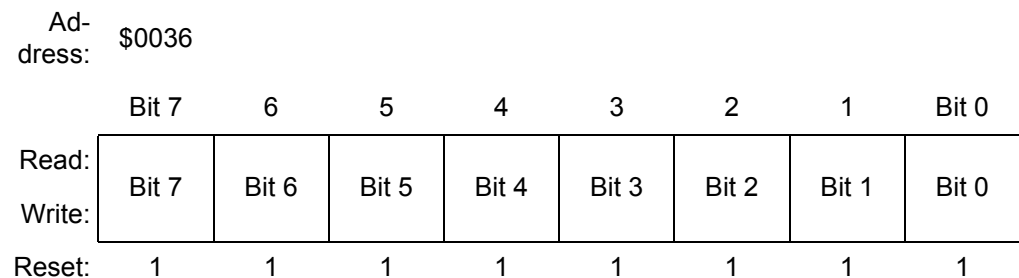 Ad-
dress:
$0036
Bit 7 6 5 4 3 2 1 Bit 0
Read:
Bit 7 Bit 6 Bit 5 Bit 4 Bit 3 Bit 2 Bit 1 Bit 0
Write:
Reset: 1 1 1 1 1 1 1 1